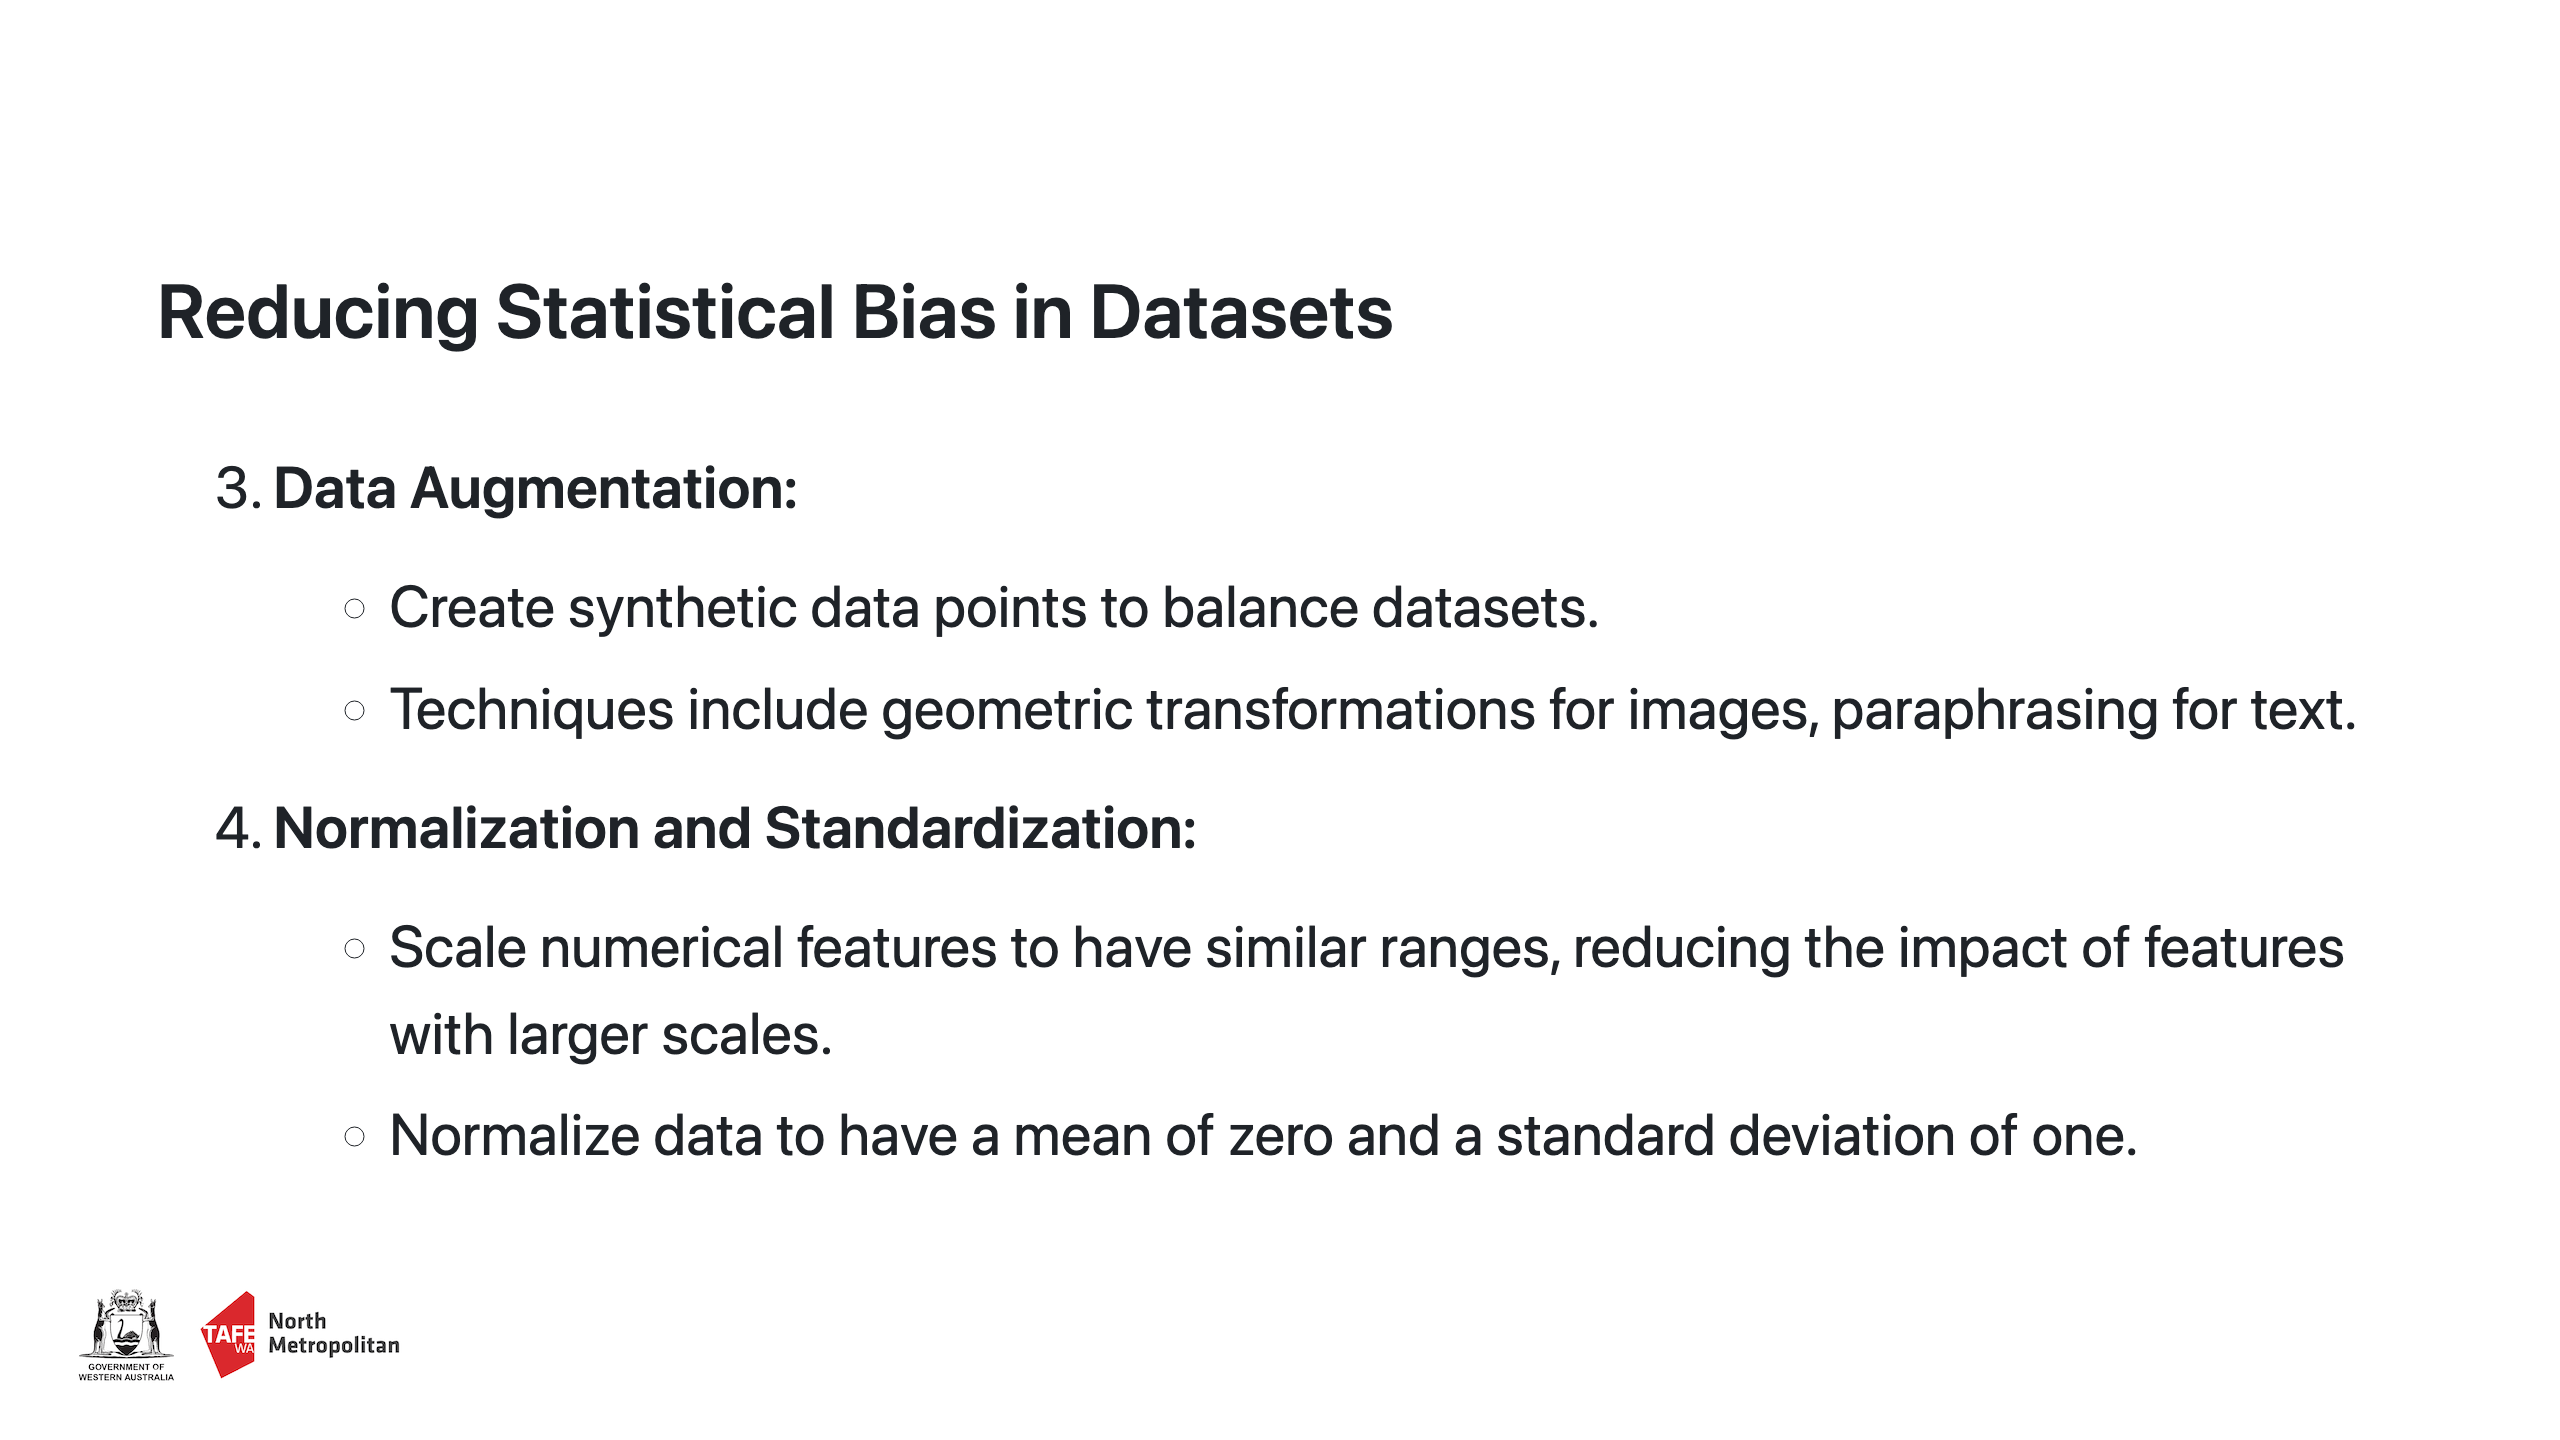 Reducing Statistical Bias in Datasets
3. Data Augmentation:
○ Create synthetic data points to balance datasets.
○ Techniques include geometric transformations for images, paraphrasing for text.
4. Normalization and Standardization:
○ Scale numerical features to have similar ranges, reducing the impact of features
with larger scales.
○ Normalize data to have a mean of zero and a standard deviation of one.
GOVERNMENT OF
WESTERN AUSTRALIA
TAFE
WA
North
Metropolitan